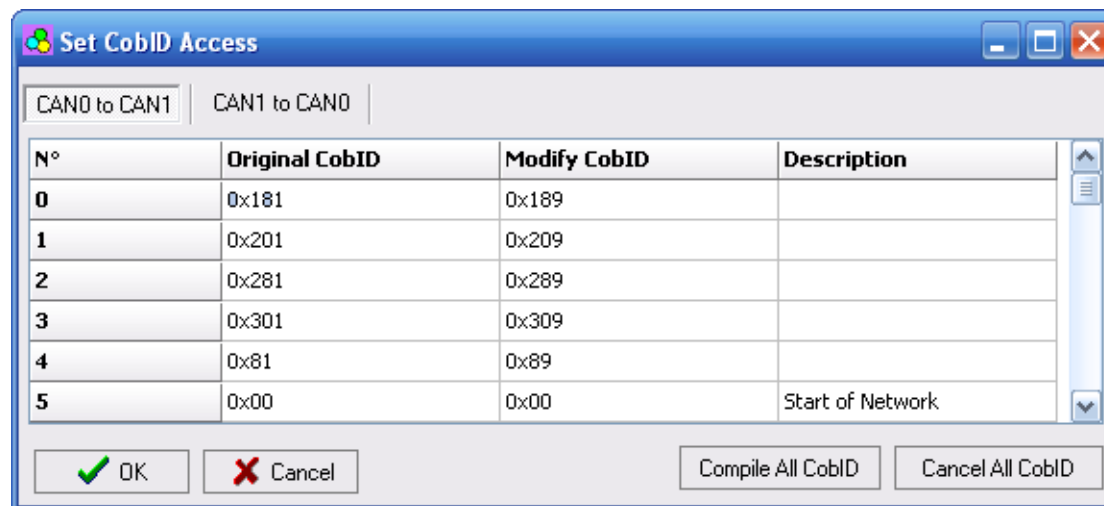 Set CobID Access
CAN0 to CAN1 CAN1 to CAN0
N° Original CobID Modify CobID Description
0 0x181 0x189
1 0x201 0x209
2 0x281 0x289
3 0x301 0x309
4 0x81 0x89
5 0x00 0x00 Start of Network
OK Cancel Compile All CobID Cancel All CobID